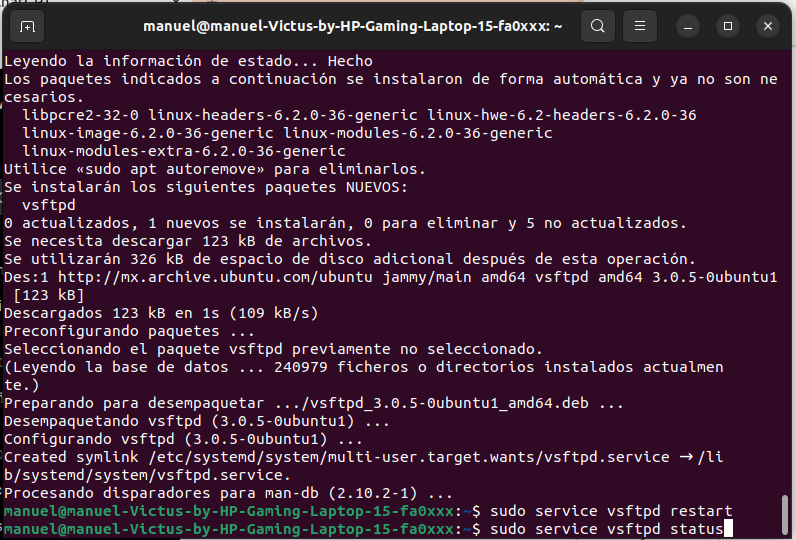 manuel@manuel-Victus-by-HP-Gaming-Laptop-15-fa0xxx: ~
Leyendo la información de estado... Hecho
Los paquetes indicados a continuación se instalaron de forma automática y ya no son ne
cesarios.
  libpcre2-32-0 linux-headers-6.2.0-36-generic linux-hwe-6.2-headers-6.2.0-36
  linux-image-6.2.0-36-generic linux-modules-6.2.0-36-generic
  linux-modules-extra-6.2.0-36-generic
Utilice «sudo apt autoremove» para eliminarlos.
Se instalarán los siguientes paquetes NUEVOS:
  vsftpd
0 actualizados, 1 nuevos se instalarán, 0 para eliminar y 5 no actualizados.
Se necesita descargar 123 kB de archivos.
Se utilizarán 326 kB de espacio de disco adicional después de esta operación.
Des:1 http://mx.archive.ubuntu.com/ubuntu jammy/main amd64 vsftpd amd64 3.0.5-0ubuntu1
 [123 kB]
Descargados 123 kB en 1s (109 kB/s)
Preconfigurando paquetes ...
Seleccionando el paquete vsftpd previamente no seleccionado.
(Leyendo la base de datos ... 240979 ficheros o directorios instalados actualmen
te.)
Preparando para desempaquetar .../vsftpd_3.0.5-0ubuntu1_amd64.deb ...
Desempaquetando vsftpd (3.0.5-0ubuntu1) ...
Configurando vsftpd (3.0.5-0ubuntu1) ...
Created symlink /etc/systemd/system/multi-user.target.wants/vsftpd.service → /li
b/systemd/system/vsftpd.service.
Procesando disparadores para man-db (2.10.2-1) ...
manuel@manuel-Victus-by-HP-Gaming-Laptop-15-fa0xxx:~$ sudo service vsftpd restart
manuel@manuel-Victus-by-HP-Gaming-Laptop-15-fa0xxx:~$ sudo service vsftpd status